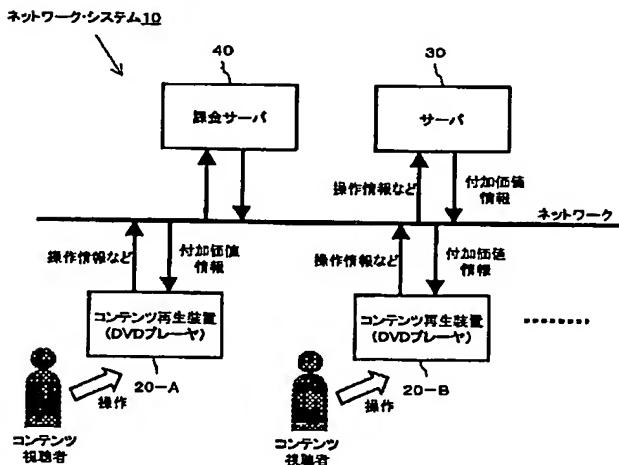 ネットワーク・システム10
40
30
課金サーバ
サーバ
操作情報など
付加価値
情報
ネットワーク
操作情報など
付加価値
情報
操作情報など
付加価値
情報
コンテンツ再生装置
(DVDプレーヤ)
コンテンツ再生装置
(DVDプレーヤ)
操作
20-A
操作
20-B
コンテンツ
視聴者
コンテンツ
視聴者